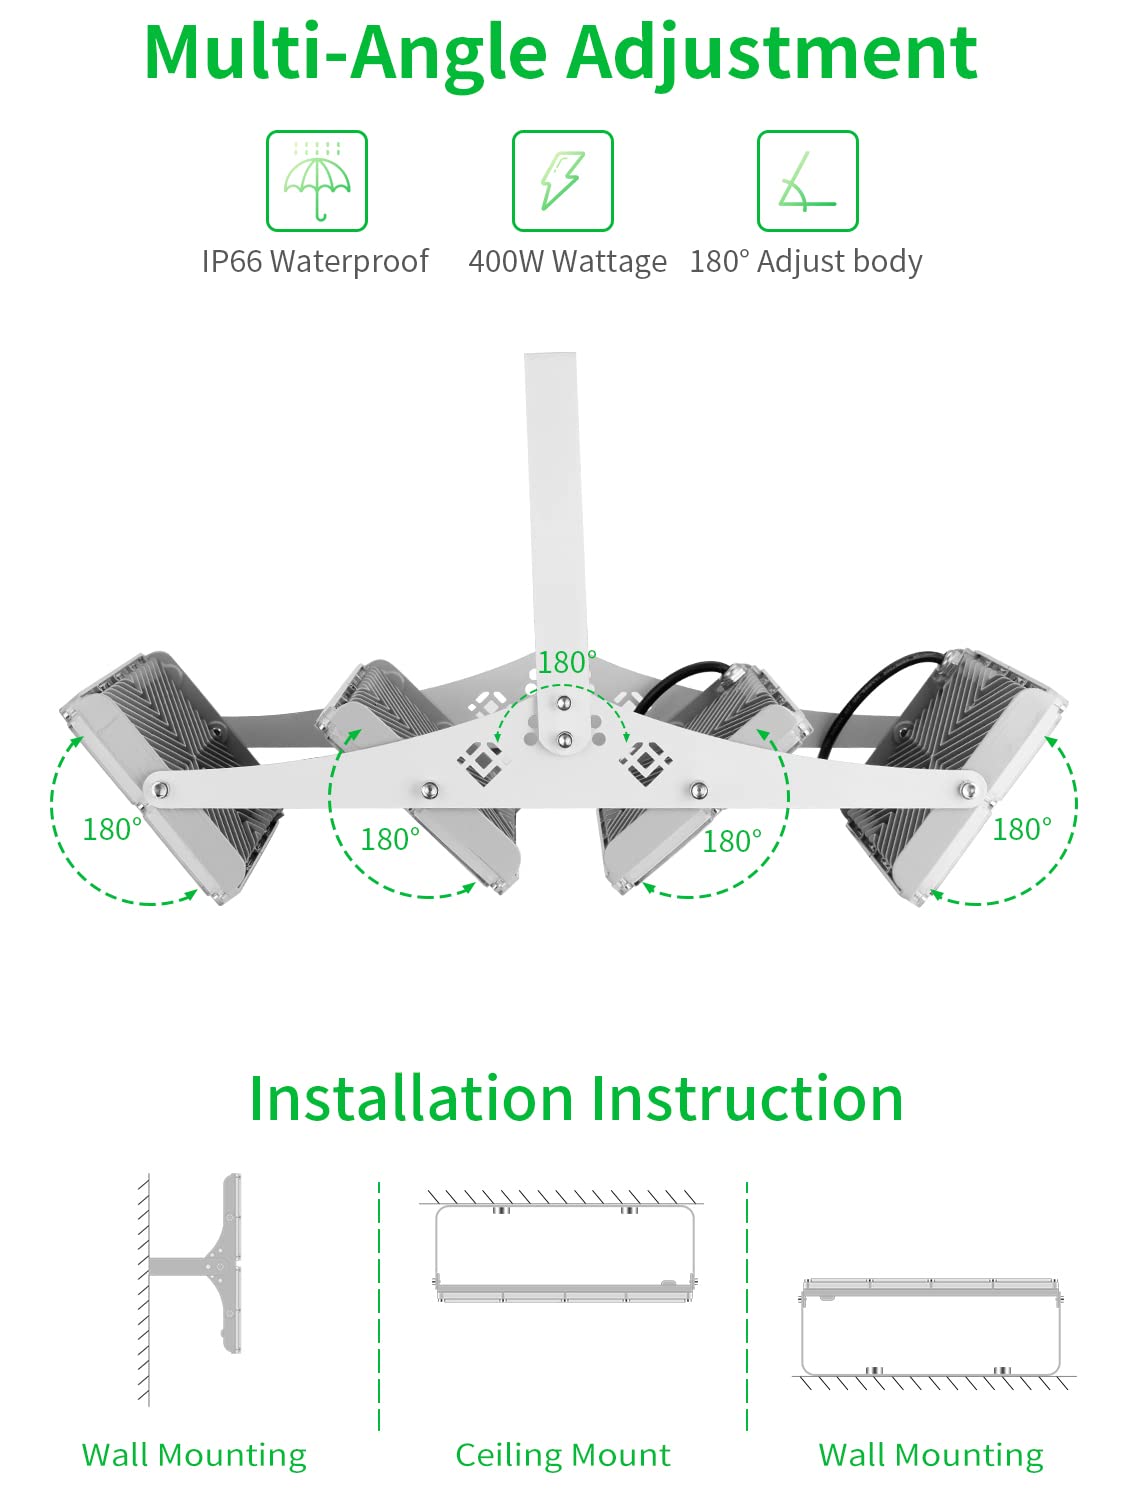 Multi-Angle Adjustment
IP66 Waterproof
400W Wattage
180° Adjust body
180°
180°
180°
180°
180°
Installation Instruction
Wall Mounting
Ceiling Mount
Wall Mounting